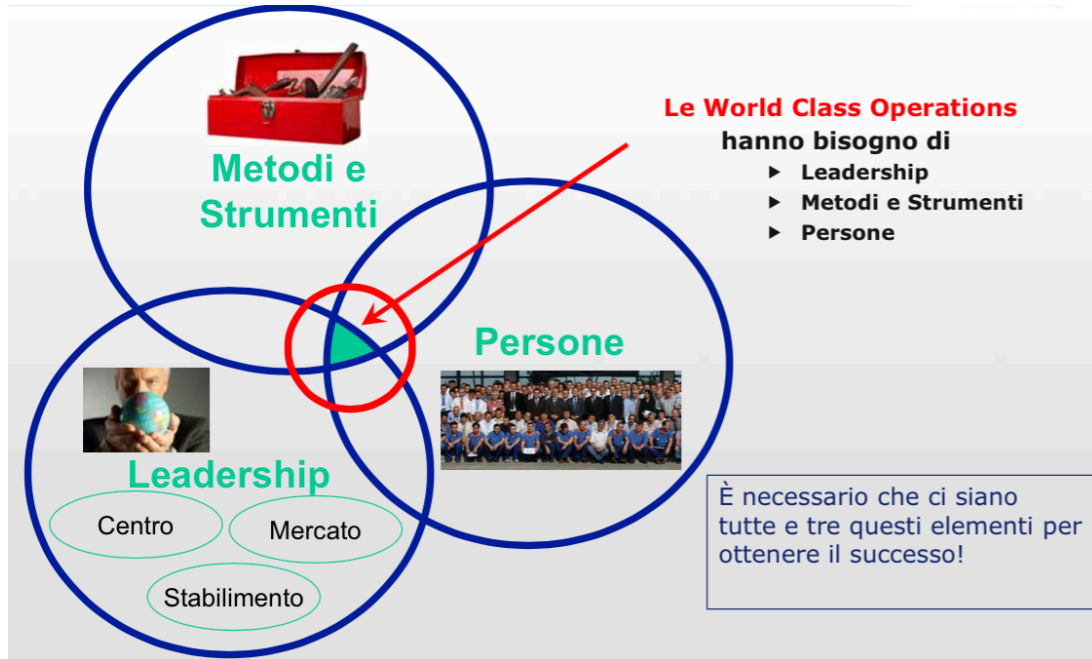 Metodi e
Strumenti
Le World Class Operations
hanno bisogno di
Leadership
Metodi e Strumenti
Persone
Persone
Leadership
Centro
Mercato
Stabilimento
È necessario che ci siano
tutte e tre questi elementi per
ottenere il successo!